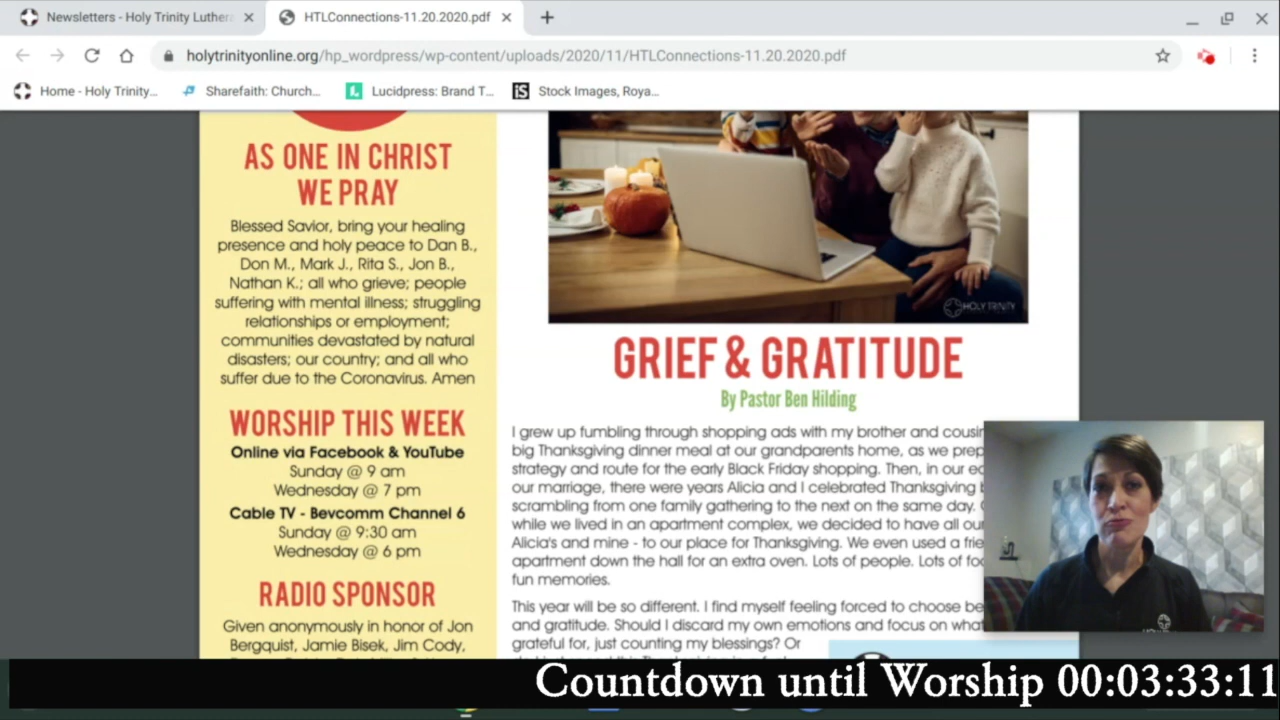 Newsletters - Holy Trinity Luther
HTLConnections-11.20.2020.pdf
holytrinityonline.org/hp_wordpress/wp-content/uploads/2020/11/HTLConnections-11.20.2020.pdf
Home - Holy Trinity...
Sharefaith: Church...
Lucidpress: Brand T...
iS
Stock Images, Roya...
AS ONE IN CHRIST
WE PRAY
Blessed Savior, bring your healing
presence and holy peace to Dan B.,
Don M., Mark J., Rita S., Jon B.,
Nathan K.; all who grieve; people
suffering with mental illness; struggling
relationships or employment;
communities devastated by natural
disasters; our country; and all who
suffer due to the Coronavirus. Amen
WORSHIP THIS WEEK
Online via Facebook & YouTube
Sunday @ 9 am
Wednesday @ 7 pm
Cable TV - Bevcomm Channel 6
Sunday @ 9:30 am
Wednesday @ 6 pm
RADIO SPONSOR
Given anonymously in honor of Jon
Bergquist, Jamie Bisek, Jim Cody,
HOLY TRINITY
GRIEF & GRATITUDE
By Pastor Ben Hilding
I grew up fumbling through shopping ads with my brother and cousin
big Thanksgiving dinner meal at our grandparents home, as we prep
strategy and route for the early Black Friday shopping. Then, in our ea
our marriage, there were years Alicia and I celebrated Thanksgiving b
scrambling from one family gathering to the next on the same day.
while we lived in an apartment complex, we decided to have all our
Alicia's and mine - to our place for Thanksgiving. We even used a frie
apartment down the hall for an extra oven. Lots of people. Lots of foo
fun memories.
This year will be so different. I find myself feeling forced to choose be
and gratitude. Should I discard my own emotions and focus on what
grateful for, just counting my blessings? Or
Countdown until Worship 00:03:33:11